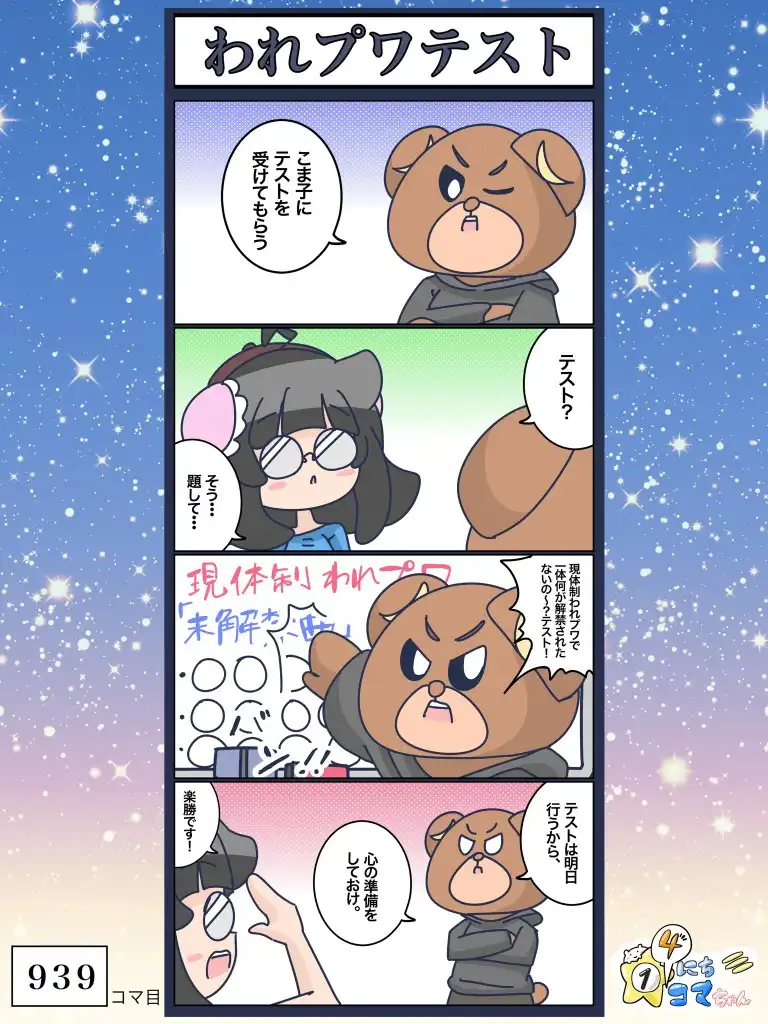 われプワテスト
こま子に
テストを
受けてもらう
テスト?
そう…
題して…
現体制われプワで
一体何が解禁された
ないの〜?テスト!
現体制われプワ
「未解禁
バンッ!!
テストは明日
行うから、
心の準備を
しておけ。
楽勝です!
939
コマ目
1
4
にち
コマちゃん